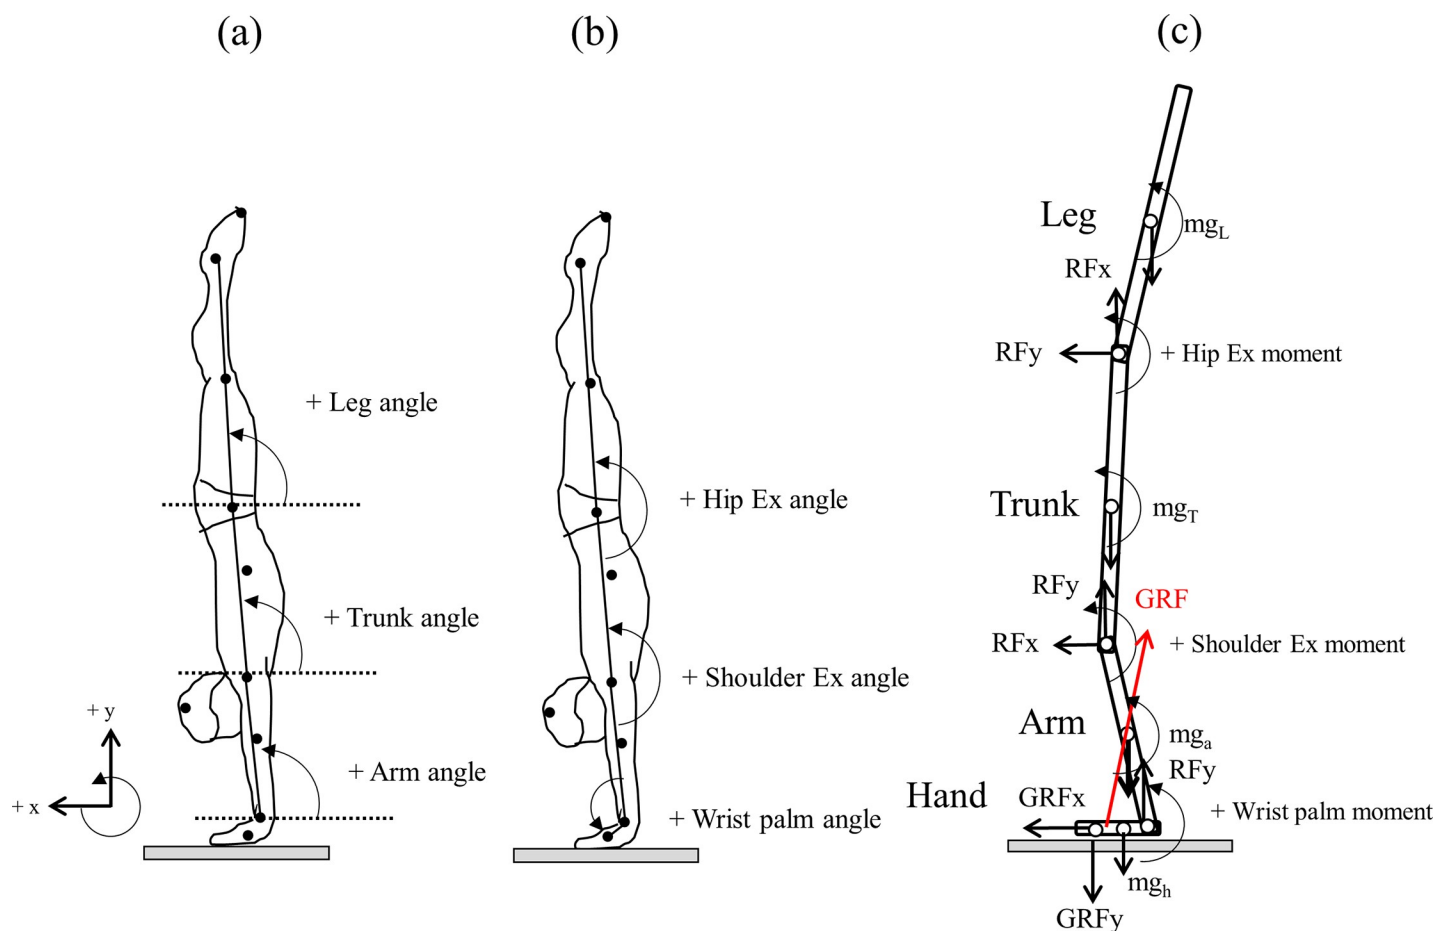 (a)
(b)
(c)
+ Leg angle
+ Trunk angle
+ Arm angle
+ y
+ x
+ Hip Ex angle
+ Shoulder Ex angle
+ Wrist palm angle
Leg
mgL
RFx
RFy
+ Hip Ex moment
Trunk
mgT
RFy
GRF
RFx
+ Shoulder Ex moment
Arm
mga
RFy
Hand
GRFx
+ Wrist palm moment
mgh
GRFy